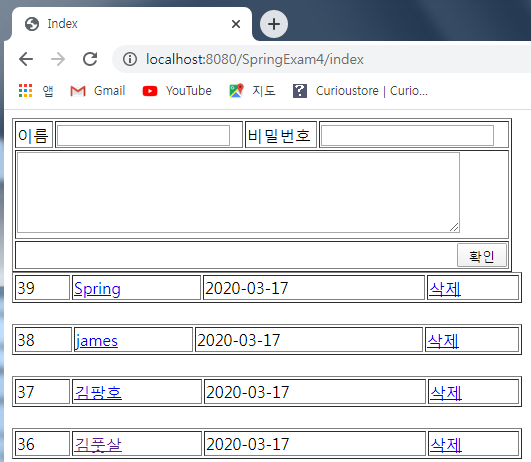 Index
localhost:8080/SpringExam4/index
앱 Gmail YouTube 지도 Curioustore | Curio...
이름 비밀번호
확인
39 Spring 2020-03-17 삭제
38 james 2020-03-17 삭제
37 김광호 2020-03-17 삭제
36 김풋살 2020-03-17 삭제